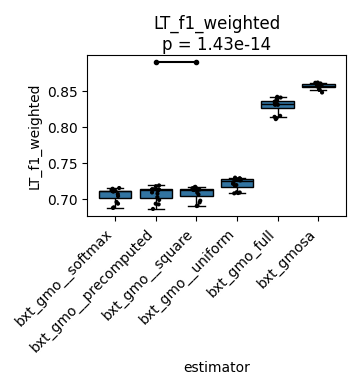 LT_f1_weighted
p = 1.43e-14
LT_f1_weighted
0.85
0.80
0.75
0.70
bxt_gmo__softmax
bxt_gmo__precomputed
bxt_gmo__square
bxt_gmo__uniform
bxt_gmo_full
bxt_gmosa
estimator